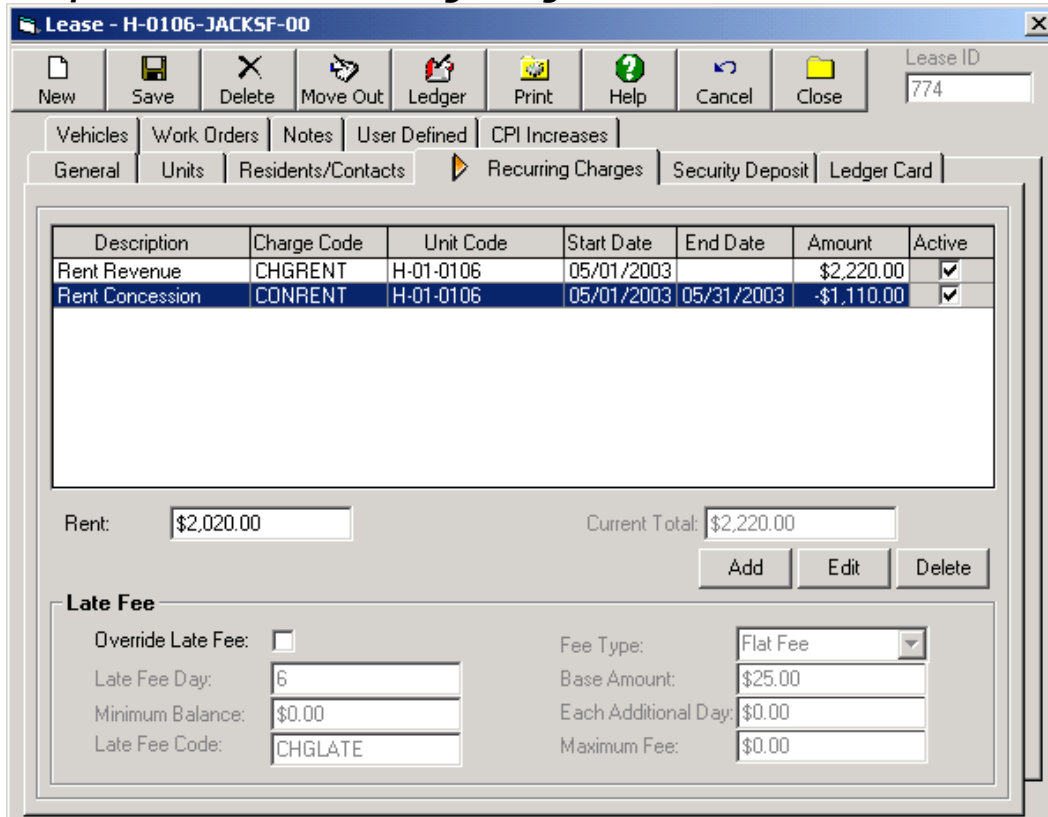 Lease - H-0106-JACKSF-00
New Save Delete Move Out Ledger Print Help Cancel Close Lease ID
774
Vehicles Work Orders Notes User Defined CPI Increases
General Units Residents/Contacts Recurring Charges Security Deposit Ledger Card
Description Charge Code Unit Code Start Date End Date Amount Active
Rent Revenue CHGRENT H-01-0106 05/01/2003 $2,220.00
Rent Concession CONRENT H-01-0106 05/01/2003 05/31/2003 -$1,110.00
Rent: $2,020.00 Current Total: $2,220.00
Add Edit Delete
Late Fee
Override Late Fee: Fee Type: Flat Fee
Late Fee Day: 6 Base Amount: $25.00
Minimum Balance: $0.00 Each Additional Day: $0.00
Late Fee Code: CHGLATE Maximum Fee: $0.00